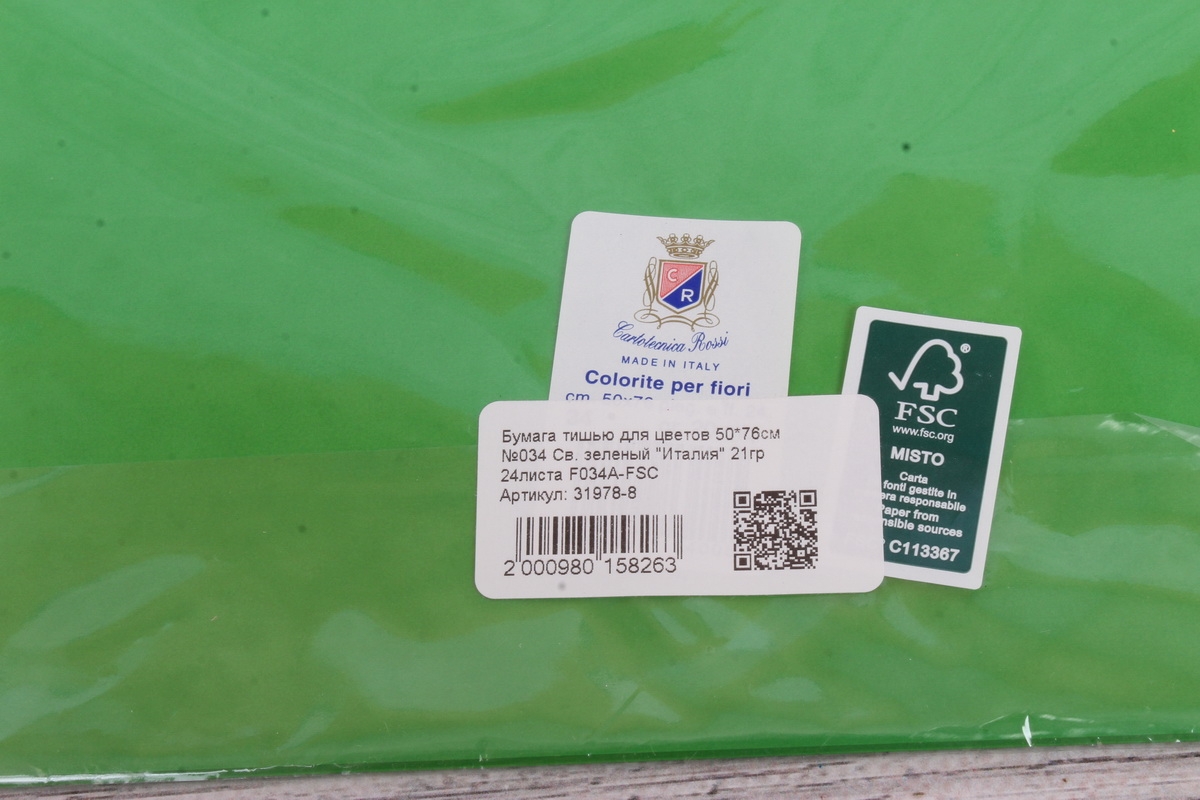 C
R
Cartotecnica Rossi
MADE IN ITALY
Colorite per fiori
cm. 50x76
Бумага тишью для цветов 50*76см
№034 Св. зеленый "Италия" 21гр
24листа F034A-FSC
Артикул: 31978-8
2 000980 158263
®
FSC
www.fsc.org
MISTO
Carta
fonti gestite in
responsabile
Paper from
sources
C113367